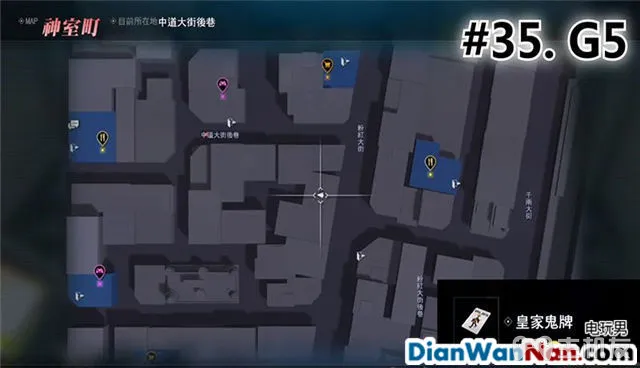 MAP 神室町 目前所在地 中道大街後巷
#35. G5
中道大街後巷
粉紅大街
千兩大街
粉紅大街後巷
皇家鬼牌
电玩男
DianWanNan.com